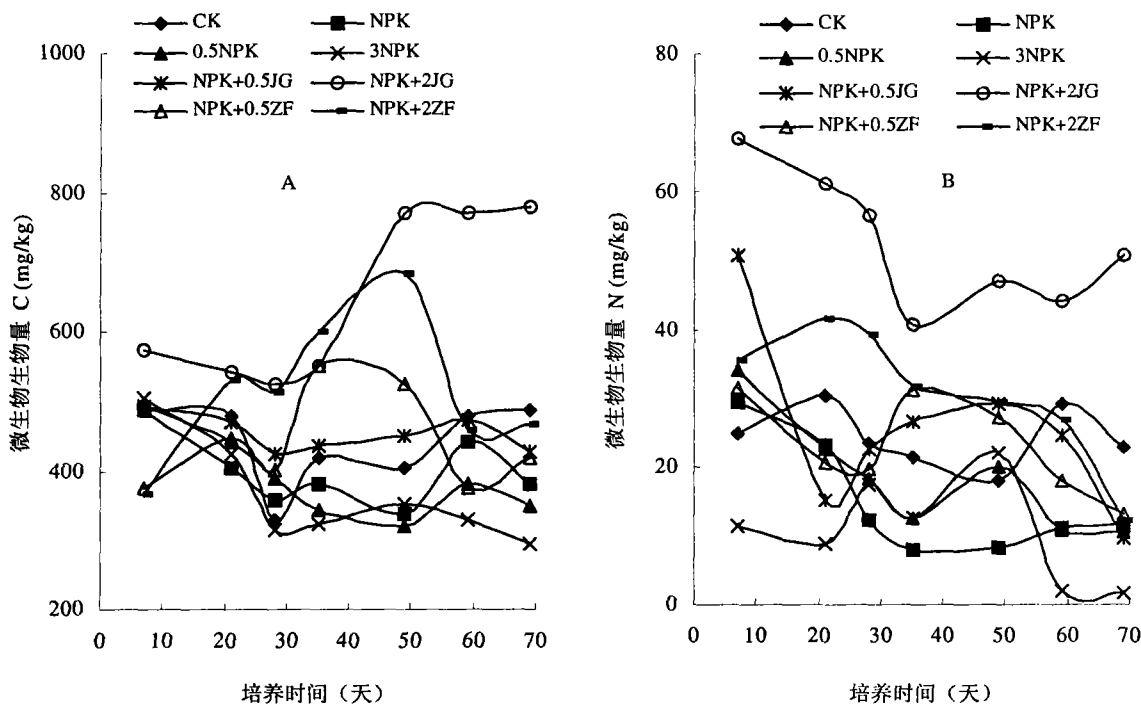 CK NPK
0.5NPK 3NPK
NPK+0.5JG NPK+2JG
NPK+0.5ZF NPK+2ZF
A
微生物生物量 C (mg/kg)
1000
800
600
400
200
0 10 20 30 40 50 60 70
培养时间（天）
CK NPK
0.5NPK 3NPK
NPK+0.5JG NPK+2JG
NPK+0.5ZF NPK+2ZF
B
微生物生物量 N (mg/kg)
80
60
40
20
0
0 10 20 30 40 50 60 70
培养时间（天）